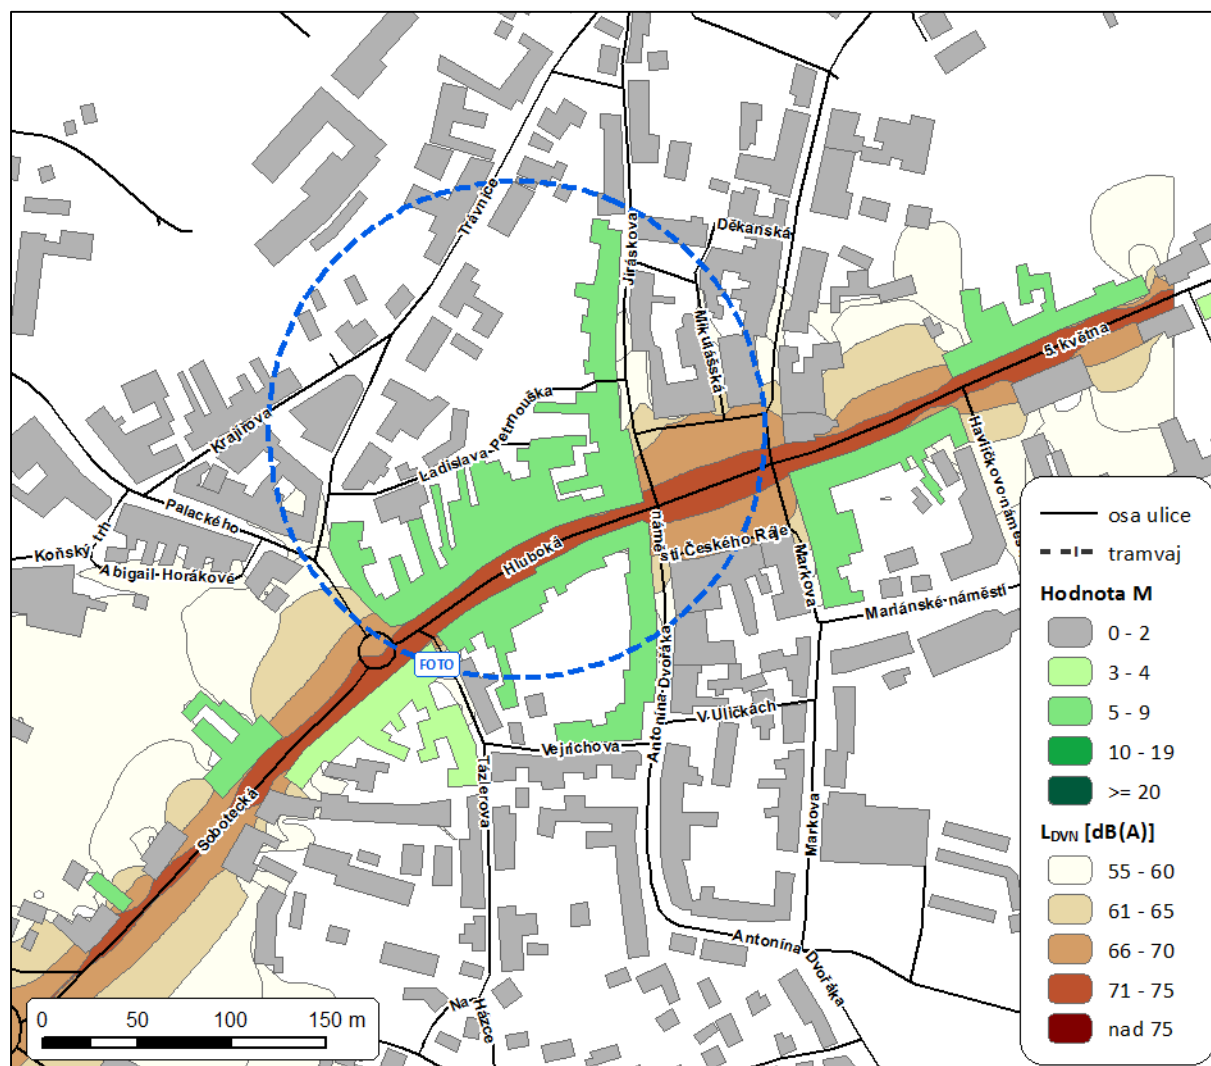 Trávnice
Jiráskova
Děkanská
Mikulášská
5. května
Krajířova
Ladislava Petrnouška
Palackého
Koňský trh
Abigail Horákové
Hluboká
náměstí Českého Ráje
Markova
Havlíčkovo náměs
Mariánské náměstí
FOTO
Antonína Dvořáka
V Uličkách
Vejrichova
Tázlerova
Sobotecká
Markova
Antonína Dvořáka
Na Házce
0 50 100 150 m
osa ulice
tramvaj
Hodnota M
0 - 2
3 - 4
5 - 9
10 - 19
>= 20
LDVN [dB(A)]
55 - 60
61 - 65
66 - 70
71 - 75
nad 75